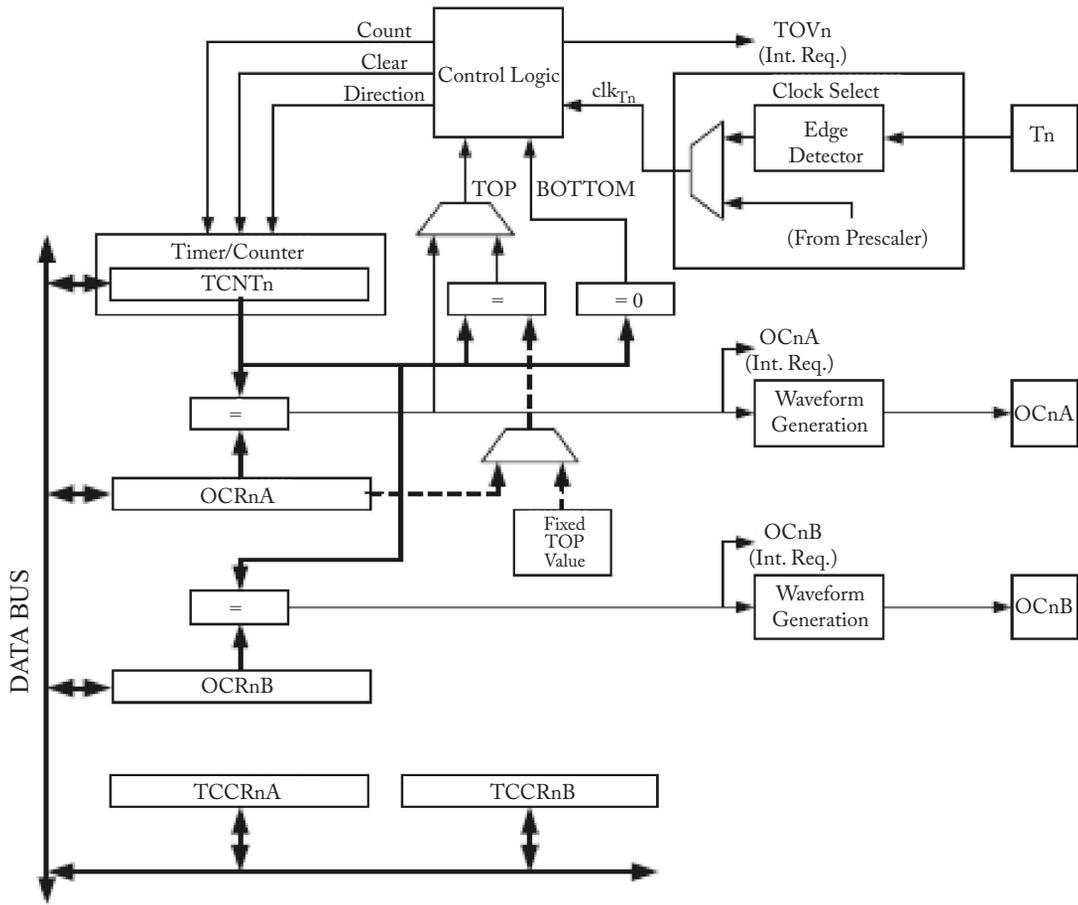 Count
Clear
Direction
Control Logic
TOVn
(Int. Req.)
clkTn
Clock Select
Edge
Detector
Tn
(From Prescaler)
TOP
BOTTOM
Timer/Counter
TCNTn
=
= 0
OCnA
(Int. Req.)
=
Waveform
Generation
OCnA
OCRnA
Fixed
TOP
Value
OCnB
(Int. Req.)
=
Waveform
Generation
OCnB
OCRnB
DATA BUS
TCCRnA
TCCRnB